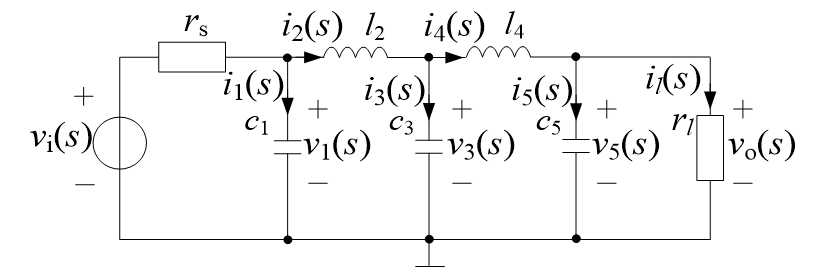 r_s i_2(s) l_2 i_4(s) l_4
i_1(s) i_3(s) i_5(s) i_l(s)
+ + + + +
c_1 c_3 c_5 r_l
v_i(s) v_1(s) v_3(s) v_5(s) v_o(s)
− − − − −